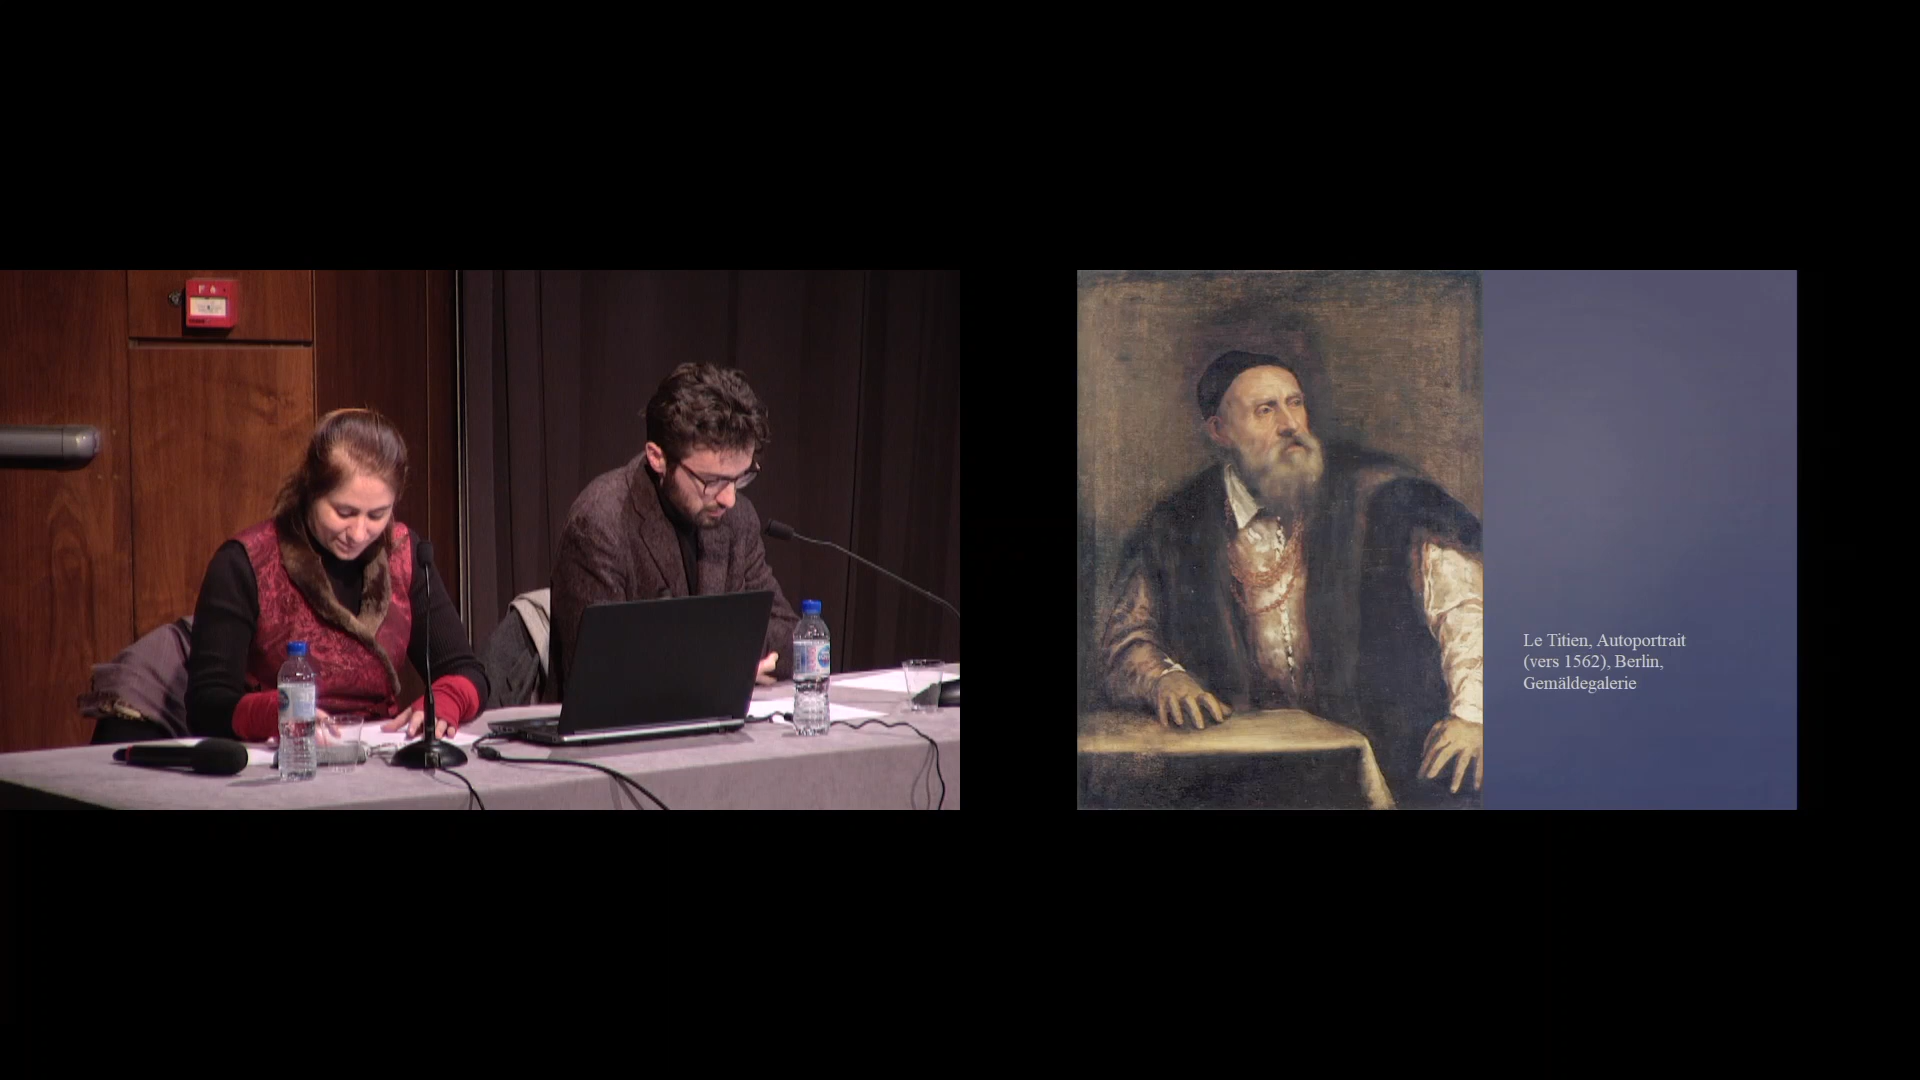 Le Titien, Autoportrait
(vers 1562), Berlin,
Gemäldegalerie